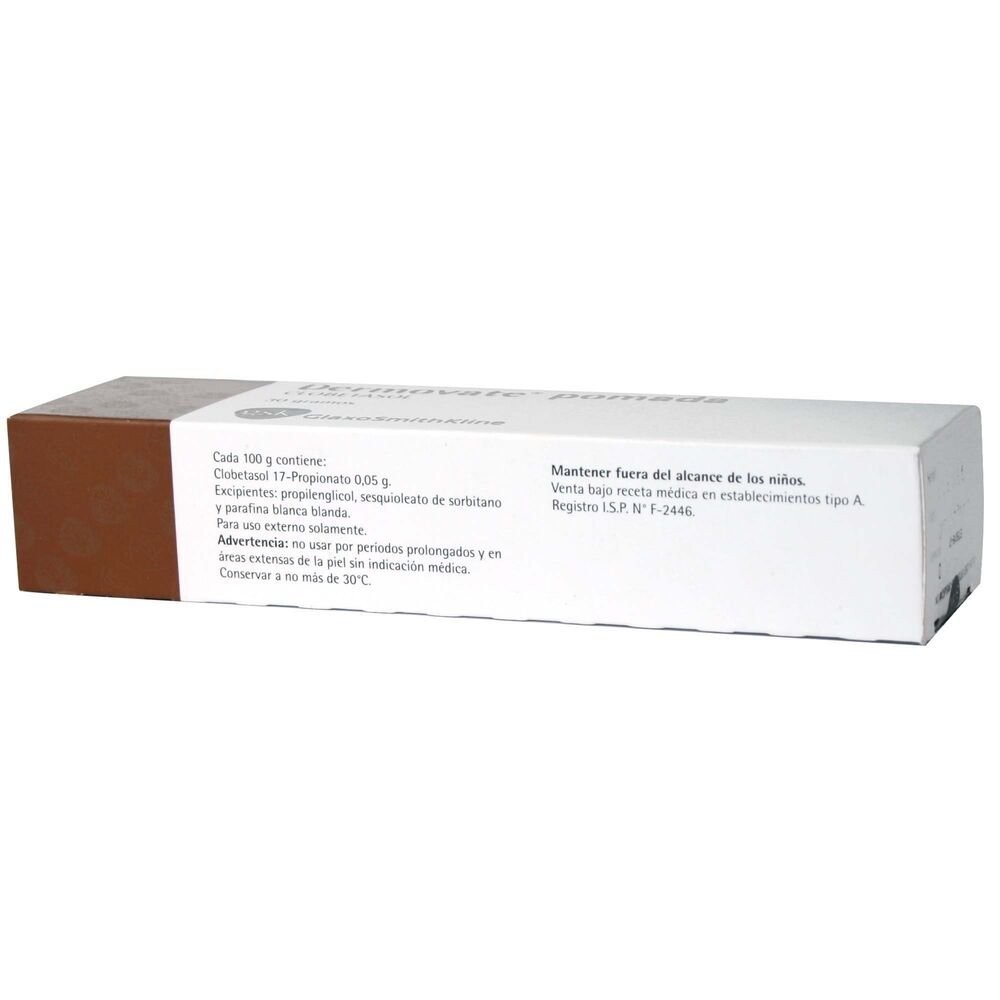 Dermovate® pomada
CLOBETASOL
30 gramos
gsk GlaxoSmithKline
Cada 100 g contiene:
Clobetasol 17-Propionato 0,05 g.
Excipientes: propilenglicol, sesquioleato de sorbitano
y parafina blanca blanda.
Para uso externo solamente.
Advertencia: no usar por periodos prolongados y en
áreas extensas de la piel sin indicación médica.
Conservar a no más de 30°C.
Mantener fuera del alcance de los niños.
Venta bajo receta médica en establecimientos tipo A.
Registro I.S.P. N° F-2446.